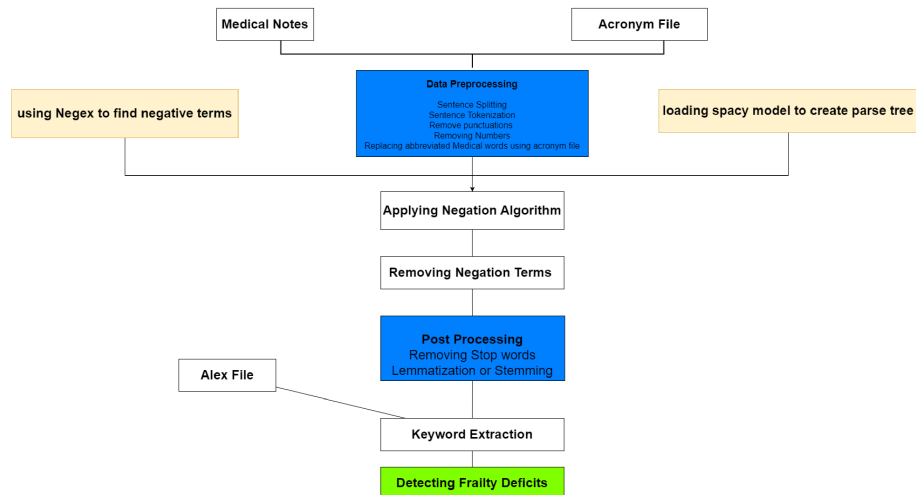 Medical Notes
Acronym File
Data Preprocessing
Sentence Splitting
Sentence Tokenization
Remove punctuations
Removing Numbers
Replacing abbreviated Medical words using acronym file
using Negex to find negative terms
loading spacy model to create parse tree
Applying Negation Algorithm
Removing Negation Terms
Post Processing
Removing Stop words
Lemmatization or Stemming
Alex File
Keyword Extraction
Detecting Frailty Deficits